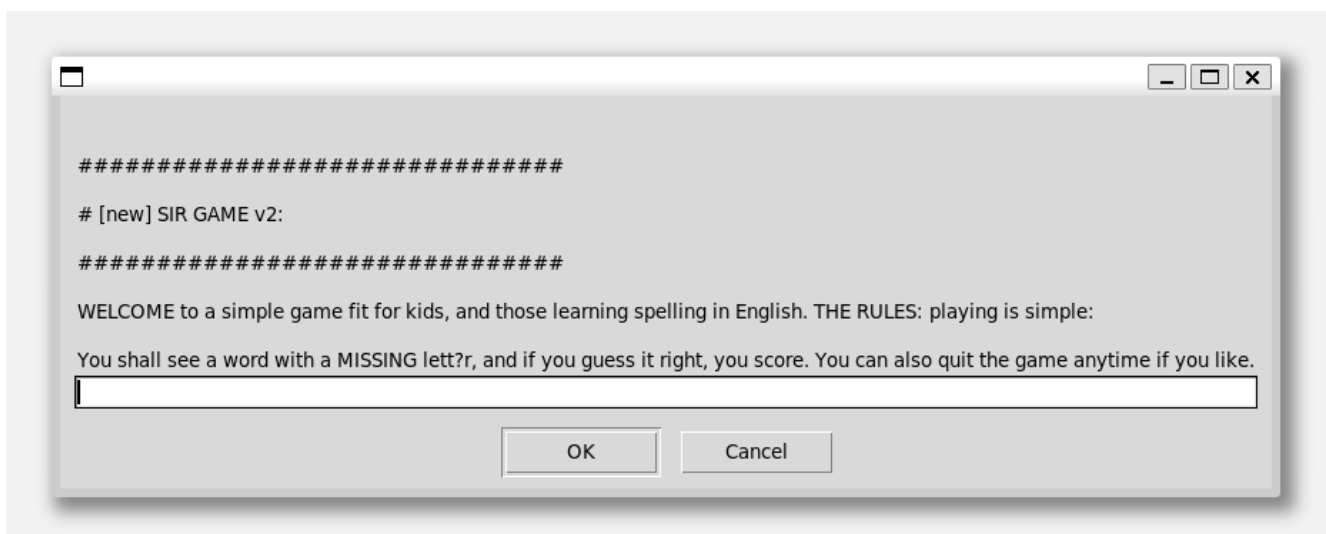 ###############################
# [new] SIR GAME v2:
###############################
WELCOME to a simple game fit for kids, and those learning spelling in English. THE RULES: playing is simple:
You shall see a word with a MISSING lett?r, and if you guess it right, you score. You can also quit the game anytime if you like.
OK Cancel